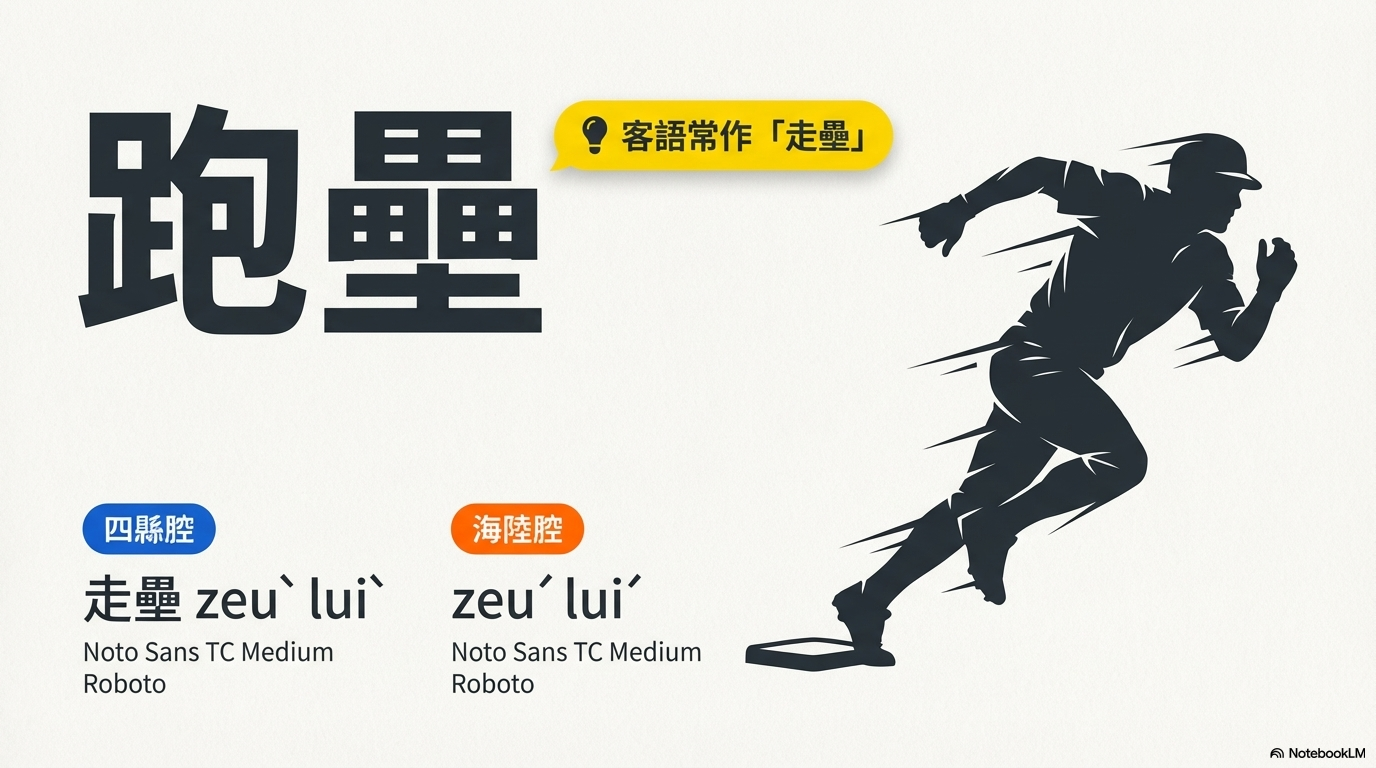 跑壘
客語常作「走壘」
四縣腔
走壘 zeuˋ luiˋ
Noto Sans TC Medium
Roboto
海陸腔
zeuˊ luiˊ
Noto Sans TC Medium
Roboto
NotebookLM